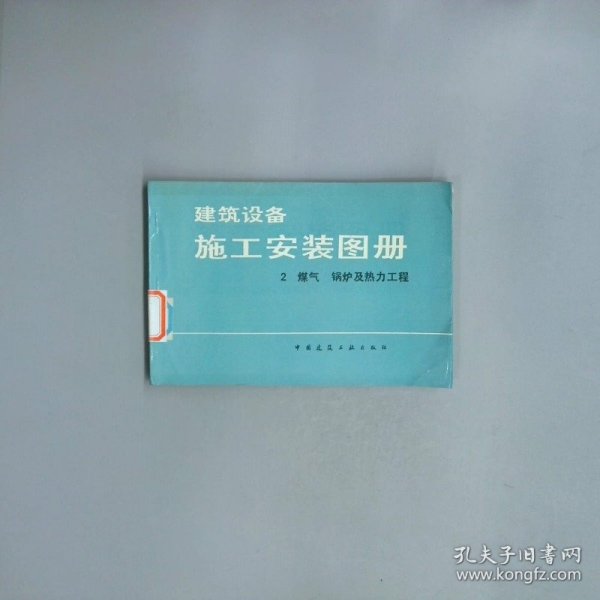 建筑设备
施工安装图册
2 煤气 锅炉及热力工程
中国建筑工业出版社
孔夫子旧书网
www.kongfz.com